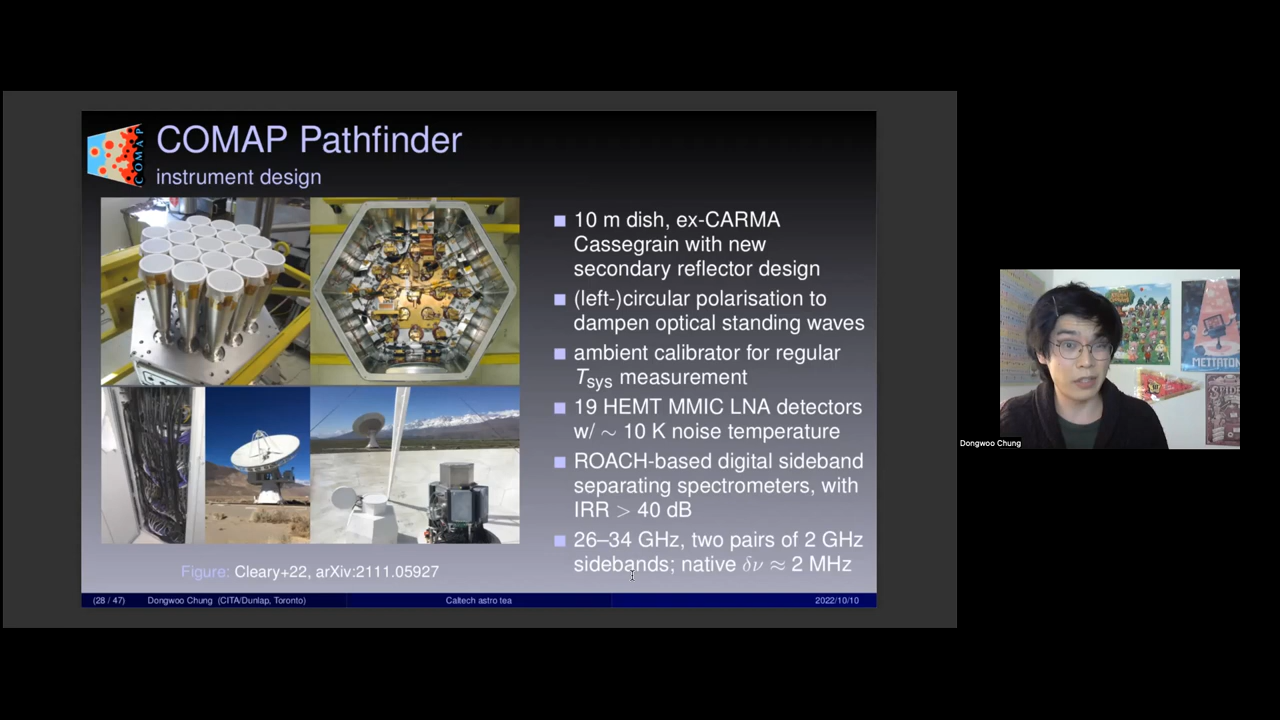 COMAP
COMAP Pathfinder
instrument design
■ 10 m dish, ex-CARMA
Cassegrain with new
secondary reflector design
■ (left-)circular polarisation to
dampen optical standing waves
■ ambient calibrator for regular
Tsys measurement
■ 19 HEMT MMIC LNA detectors
w/ ∼ 10 K noise temperature
■ ROACH-based digital sideband
separating spectrometers, with
IRR > 40 dB
■ 26–34 GHz, two pairs of 2 GHz
sidebands; native δν ≈ 2 MHz
Figure: Cleary+22, arXiv:2111.05927
(28 / 47) Dongwoo Chung (CITA/Dunlap, Toronto) Caltech astro tea 2022/10/10
METTATON
Dongwoo Chung